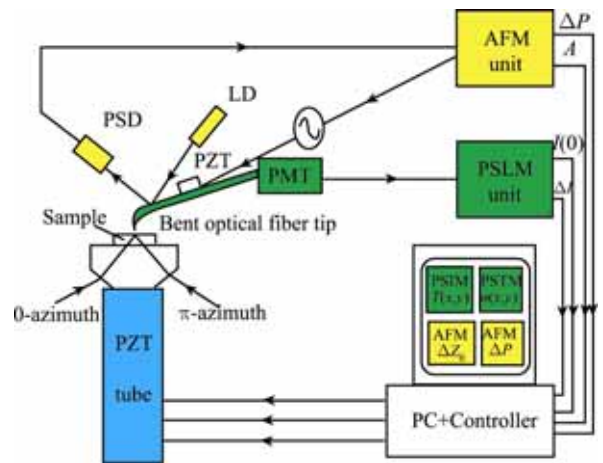 ΔP
AFM
unit
A
LD
PSD
PZT
I(0)
PMT
PSLM
unit
ΔI
Sample
Bent optical fiber tip
0-azimuth
π-azimuth
PSTM
PSTM
AFM
ΔZ₀
AFM
ΔP
PZT
tube
PC+Controller